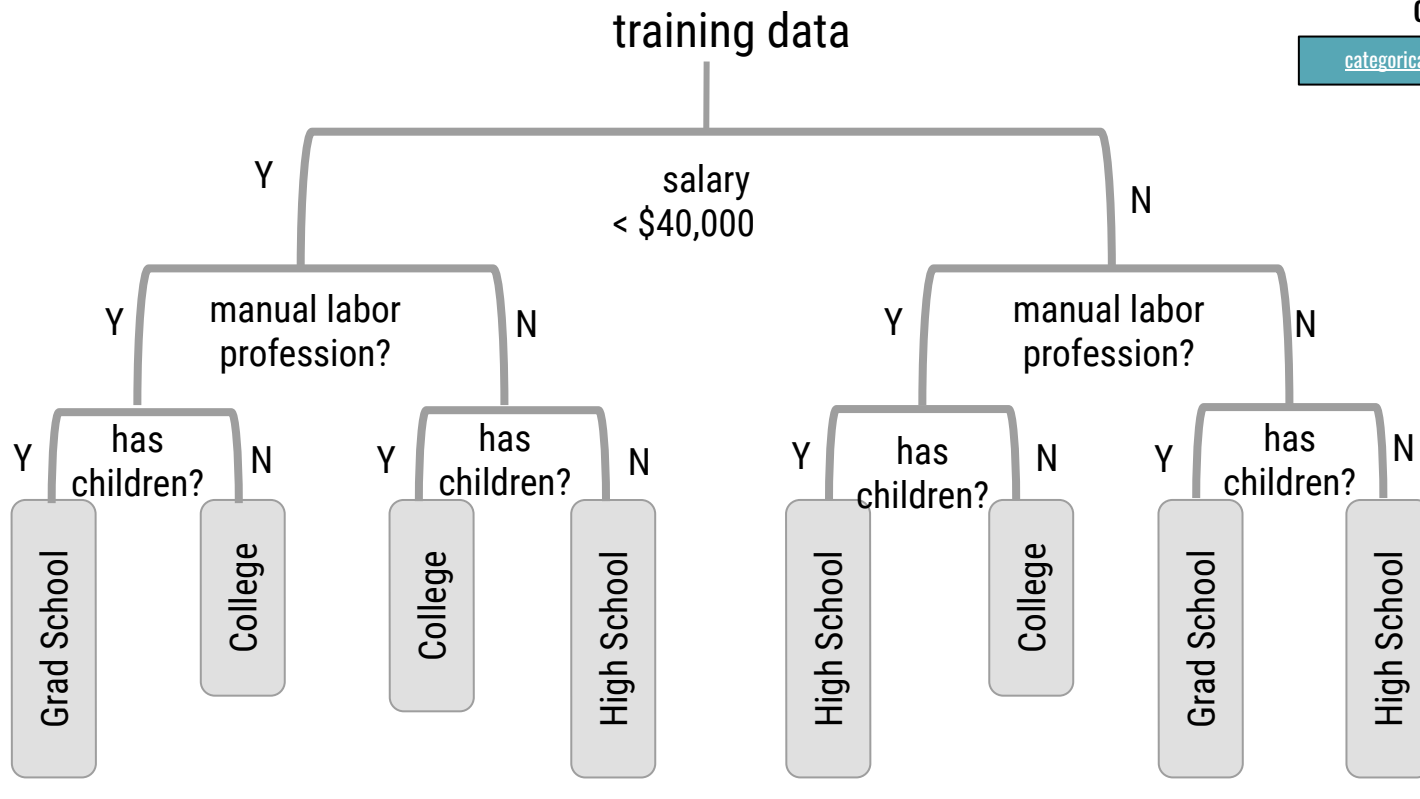 training data
categorica
Y
salary
< $40,000
N
Y
manual labor
profession?
N
Y
manual labor
profession?
N
Y
has
children?
N
Y
has
children?
N
Y
has
children?
N
Y
has
children?
N
Grad School
College
College
High School
High School
College
Grad School
High School